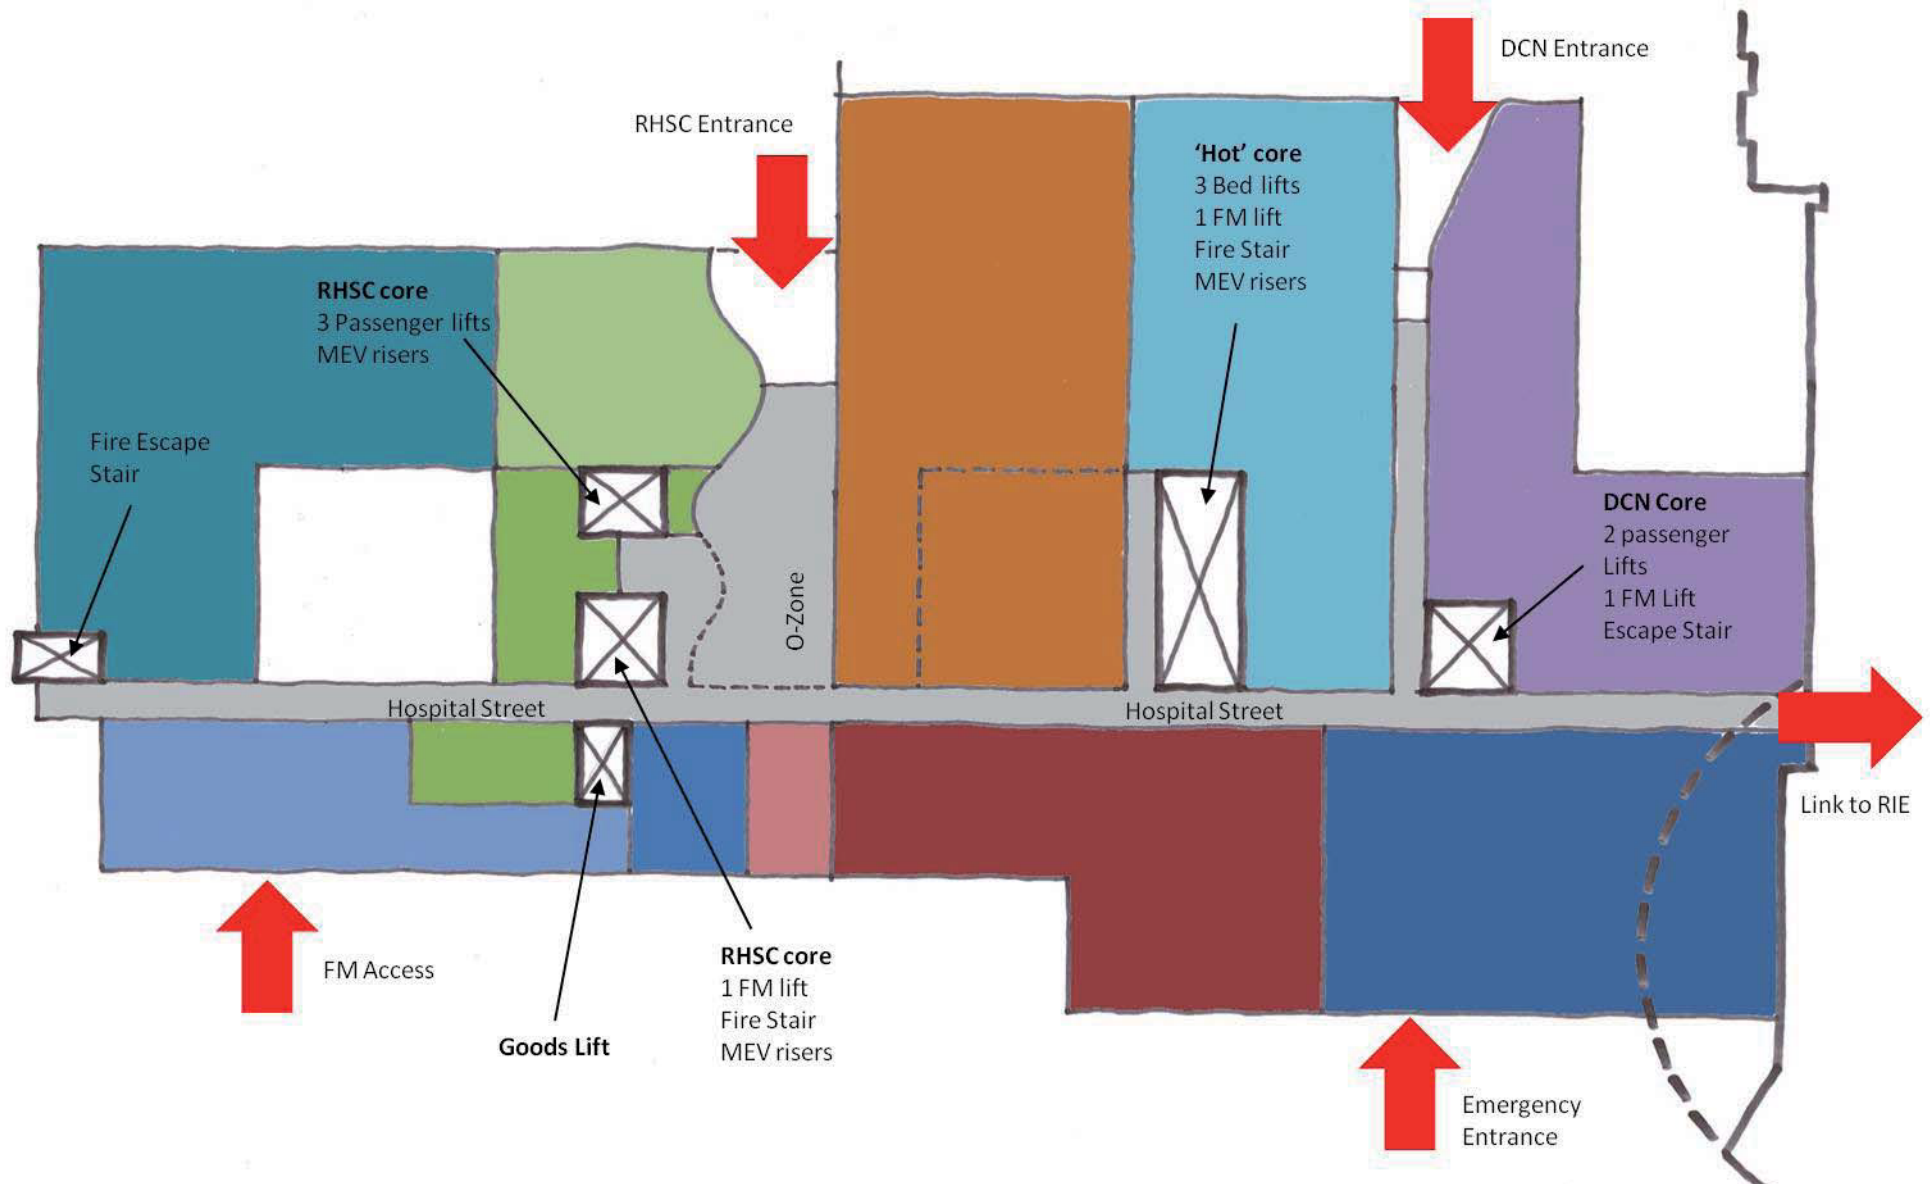 DCN Entrance
RHSC Entrance
'Hot' core
3 Bed lifts
1 FM lift
Fire Stair
MEV risers
RHSC core
3 Passenger lifts
MEV risers
Fire Escape
Stair
DCN Core
2 passenger
Lifts
1 FM Lift
Escape Stair
O-Zone
Hospital Street
Hospital Street
Link to RIE
FM Access
RHSC core
1 FM lift
Fire Stair
MEV risers
Goods Lift
Emergency
Entrance